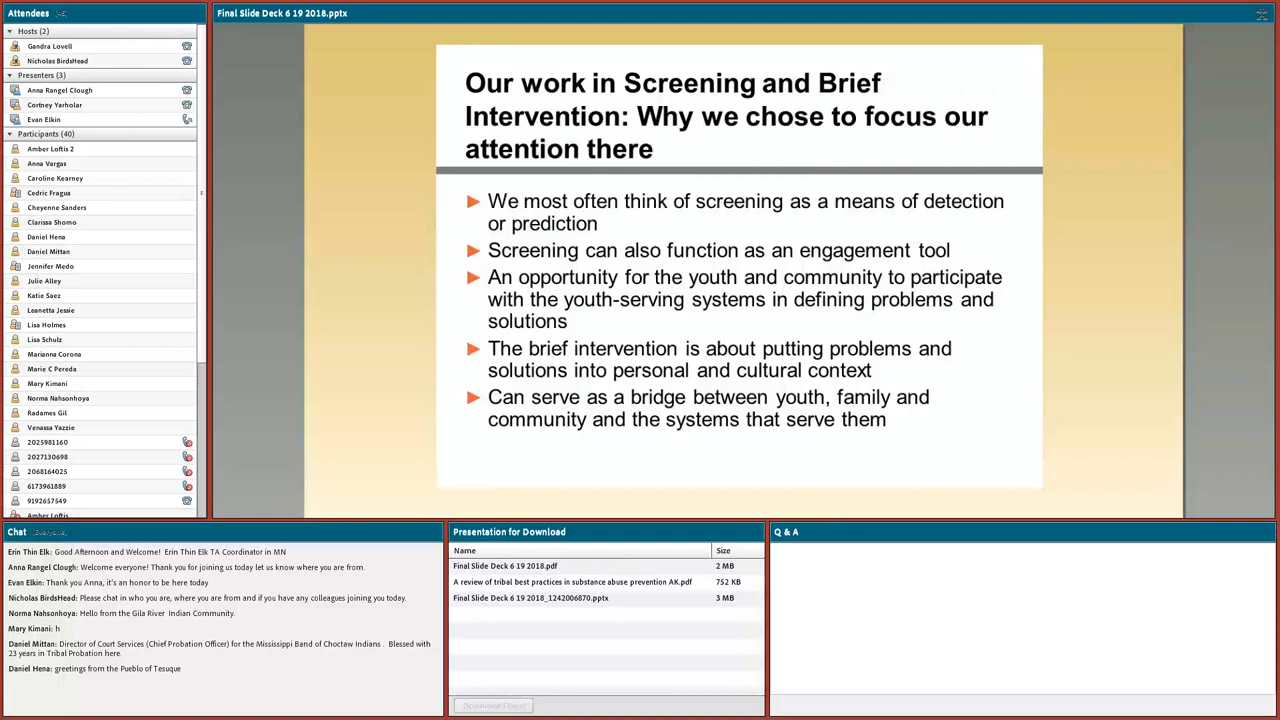 Attendees
Hosts (2)
Gandra Lovell
Nicholas BirdsHead
Presenters (3)
Anna Rangel Clough
Cortney Yarholar
Evan Elkin
Participants (40)
Amber Loftis 2
Anna Vargas
Caroline Kearney
Cedric Fragua
Cheyenne Sanders
Clarissa Shomo
Daniel Hena
Daniel Mittan
Jennifer Medo
Julie Alley
Katie Saez
Leanetta Jessie
Lisa Holmes
Lisa Schulz
Marianna Corona
Marie C Pereda
Mary Kimani
Norma Nahsonhoya
Radames Gil
Venassa Yazzie
2025981160
2027130698
2068164025
6173961889
9192657549
Amber Loftis
Final Slide Deck 6 19 2018.pptx
Our work in Screening and Brief
Intervention: Why we chose to focus our
attention there
► We most often think of screening as a means of detection
or prediction
► Screening can also function as an engagement tool
► An opportunity for the youth and community to participate
with the youth-serving systems in defining problems and
solutions
► The brief intervention is about putting problems and
solutions into personal and cultural context
► Can serve as a bridge between youth, family and
community and the systems that serve them
Chat (Everyone)
Erin Thin Elk: Good Afternoon and Welcome! Erin Thin Elk TA Coordinator in MN
Anna Rangel Clough: Welcome everyone! Thank you for joining us today let us know where you are from.
Evan Elkin: Thank you Anna, it's an honor to be here today
Nicholas BirdsHead: Please chat in who you are, where you are from and if you have any colleagues joining you today.
Norma Nahsonhoya: Hello from the Gila River Indian Community.
Mary Kimani: h
Daniel Mittan: Director of Court Services (Chief Probation Officer) for the Mississippi Band of Choctaw Indians . Blessed with
23 years in Tribal Probation here.
Daniel Hena: greetings from the Pueblo of Tesuque
Presentation for Download
Name Size
Final Slide Deck 6 19 2018.pdf 2 MB
A review of tribal best practices in substance abuse prevention AK.pdf 752 KB
Final Slide Deck 6 19 2018_1242006870.pptx 3 MB
Download File(s)
Q & A